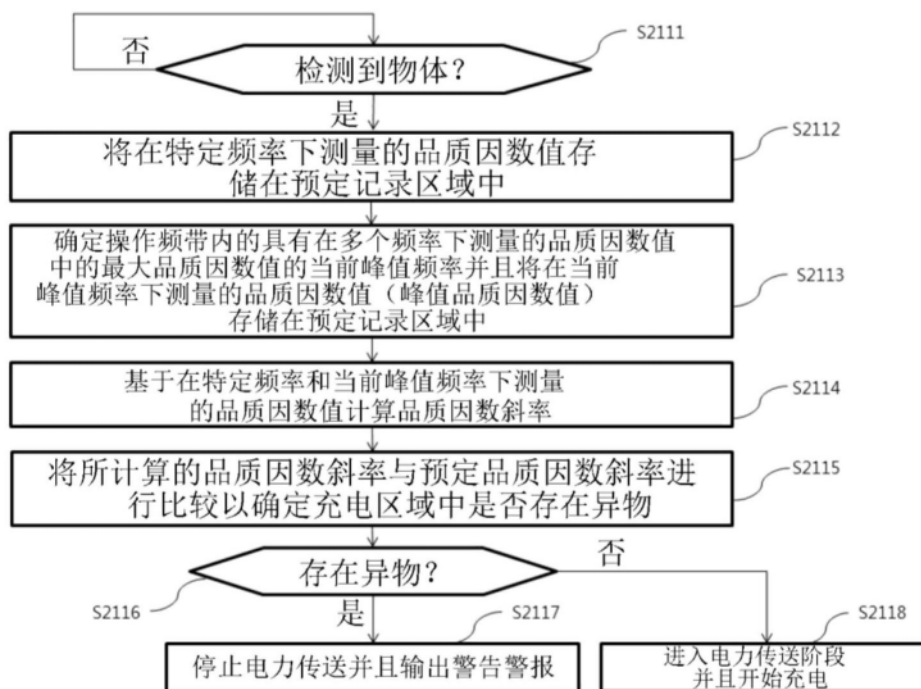 否
S2111
检测到物体？
是
S2112
将在特定频率下测量的品质因数值存
储在预定记录区域中
确定操作频带内的具有在多个频率下测量的品质因数值
中的最大品质因数值的当前峰值频率并且将在当前
峰值频率下测量的品质因数值（峰值品质因数值）
存储在预定记录区域中
S2113
基于在特定频率和当前峰值频率下测量
的品质因数值计算品质因数斜率
S2114
将所计算的品质因数斜率与预定品质因数斜率进
行比较以确定充电区域中是否存在异物
S2115
存在异物？
否
S2116
是
S2117
S2118
停止电力传送并且输出警告警报
进入电力传送阶段
并且开始充电